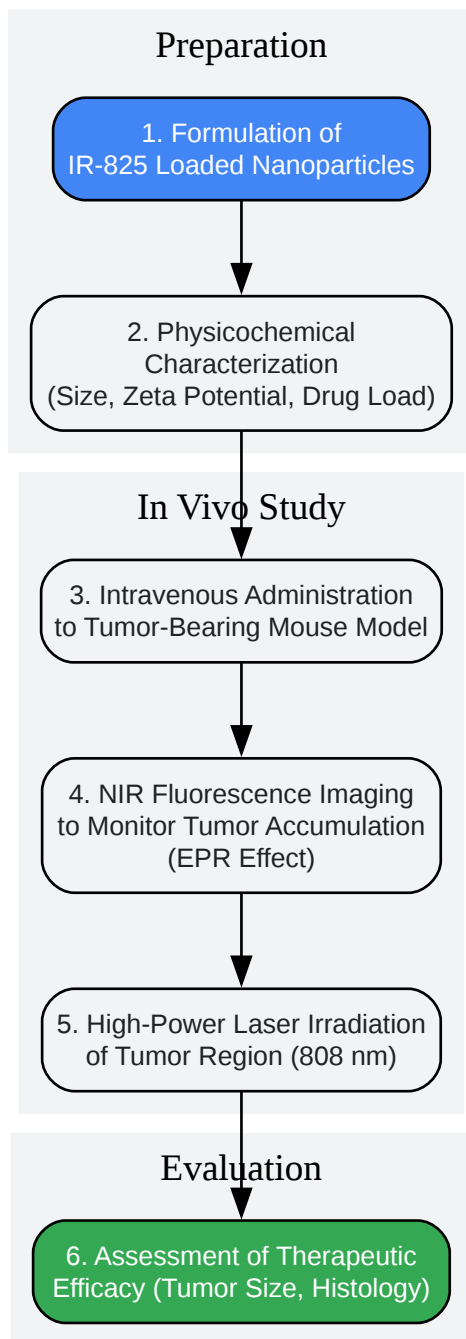 Preparation
1. Formulation of
IR-825 Loaded Nanoparticles
2. Physicochemical
Characterization
(Size, Zeta Potential, Drug Load)
In Vivo Study
3. Intravenous Administration
to Tumor-Bearing Mouse Model
4. NIR Fluorescence Imaging
to Monitor Tumor Accumulation
(EPR Effect)
5. High-Power Laser Irradiation
of Tumor Region (808 nm)
Evaluation
6. Assessment of Therapeutic
Efficacy (Tumor Size, Histology)